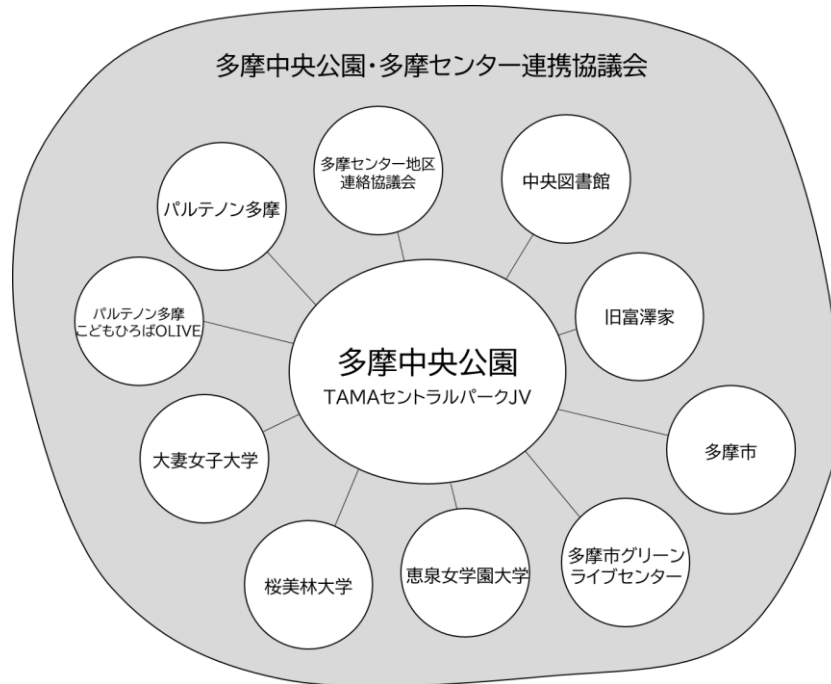 多摩中央公園・多摩センター連携協議会
多摩センター地区
連絡協議会
中央図書館
パルテノン多摩
旧富澤家
パルテノン多摩
こどもひろばOLIVE
多摩中央公園
TAMAセントラルパークJV
多摩市
大妻女子大学
多摩市グリーン
ライブセンター
恵泉女学園大学
桜美林大学